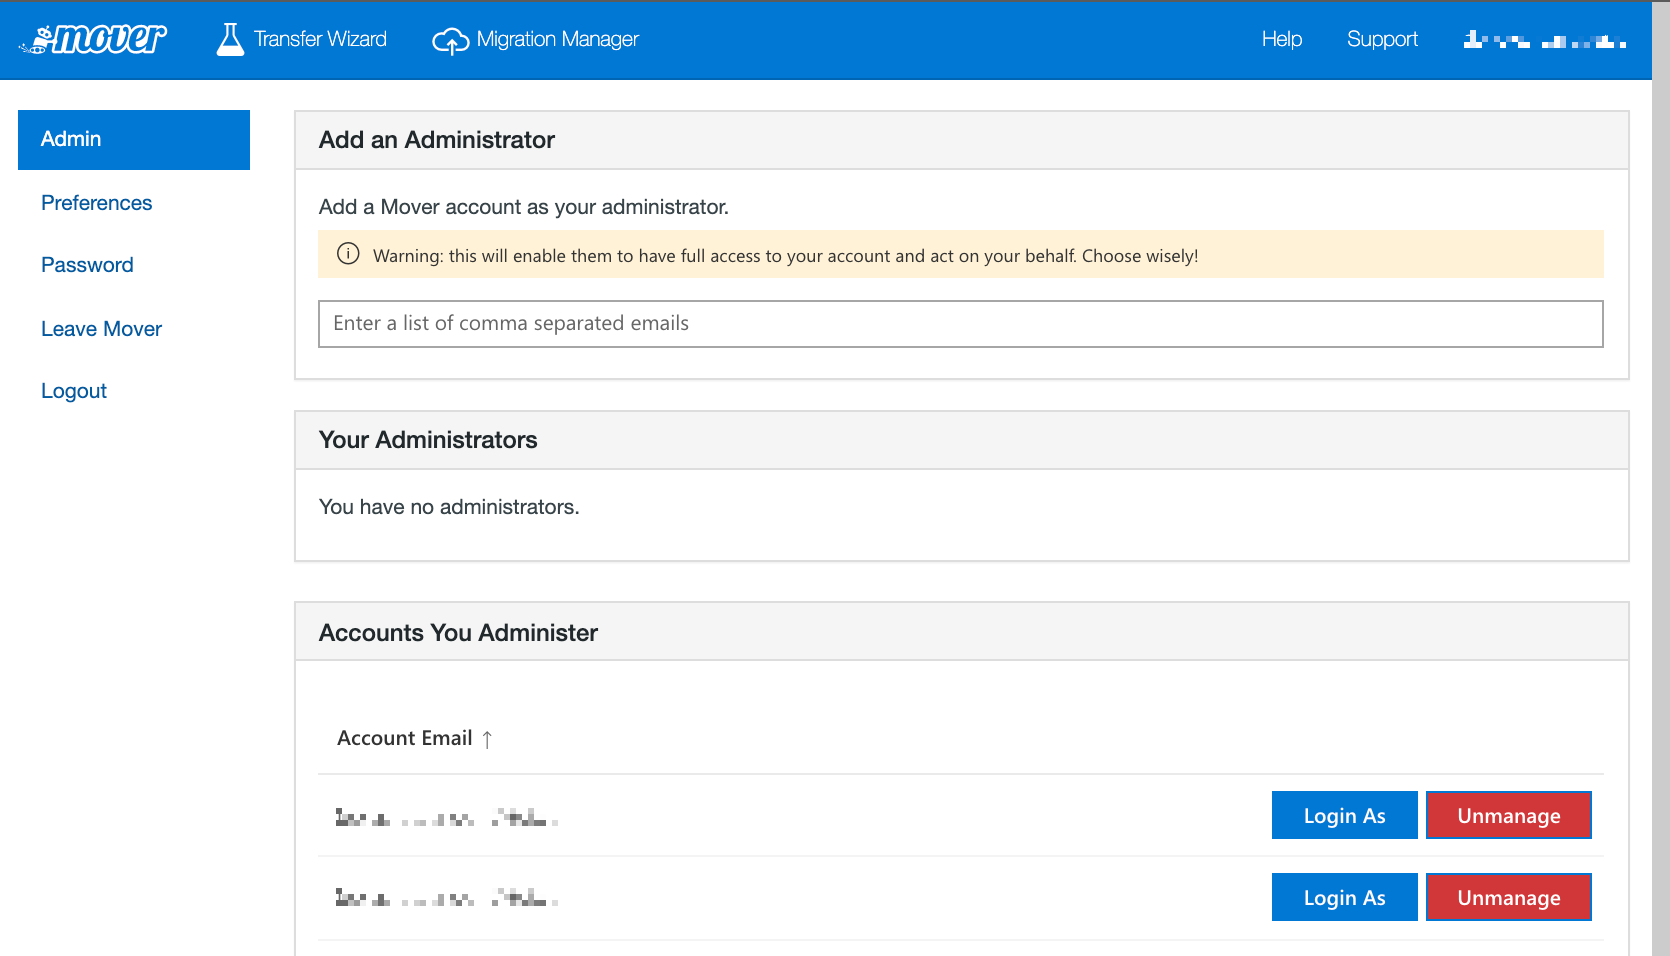 mover Transfer Wizard Migration Manager Help Support
Admin
Preferences
Password
Leave Mover
Logout
Add an Administrator
Add a Mover account as your administrator.
Warning: this will enable them to have full access to your account and act on your behalf. Choose wisely!
Enter a list of comma separated emails
Your Administrators
You have no administrators.
Accounts You Administer
Account Email ↑
Login As Unmanage
Login As Unmanage